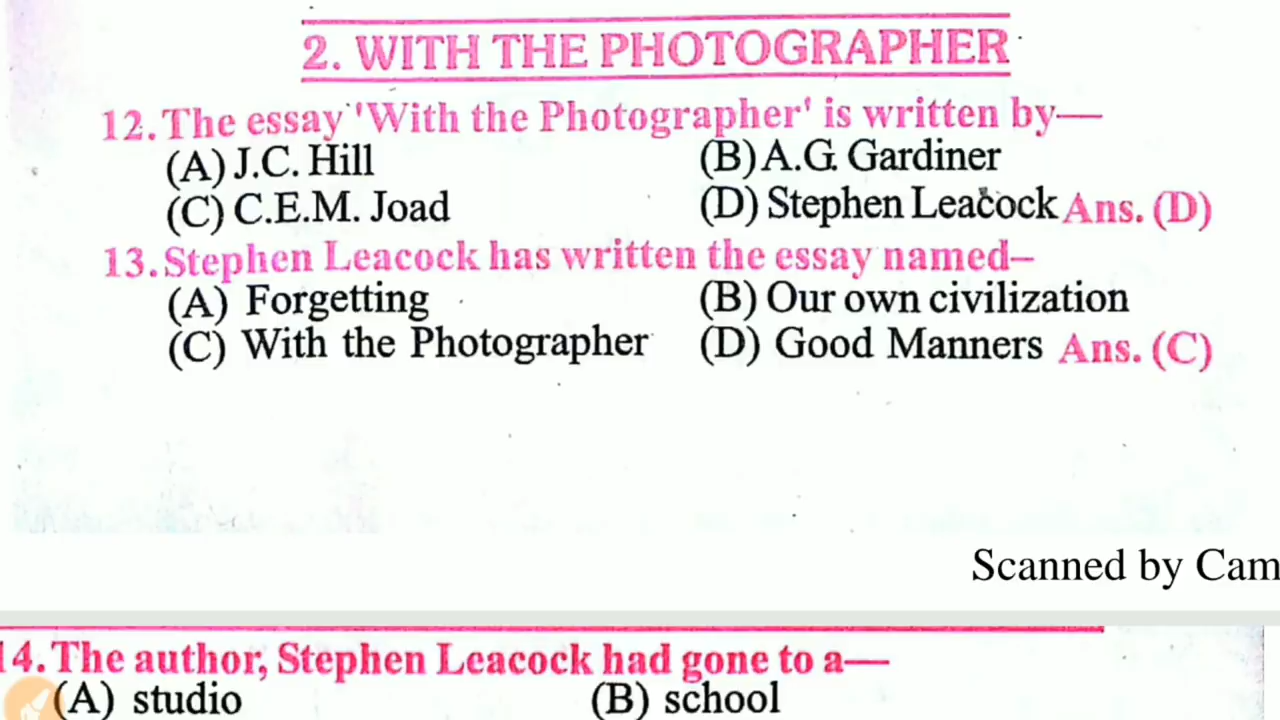 2. WITH THE PHOTOGRAPHER
12. The essay 'With the Photographer' is written by—
(A) J.C. Hill (B) A.G. Gardiner
(C) C.E.M. Joad (D) Stephen Leacock Ans. (D)
13. Stephen Leacock has written the essay named–
(A) Forgetting (B) Our own civilization
(C) With the Photographer (D) Good Manners Ans. (C)
Scanned by Cam
14. The author, Stephen Leacock had gone to a—
(A) studio (B) school